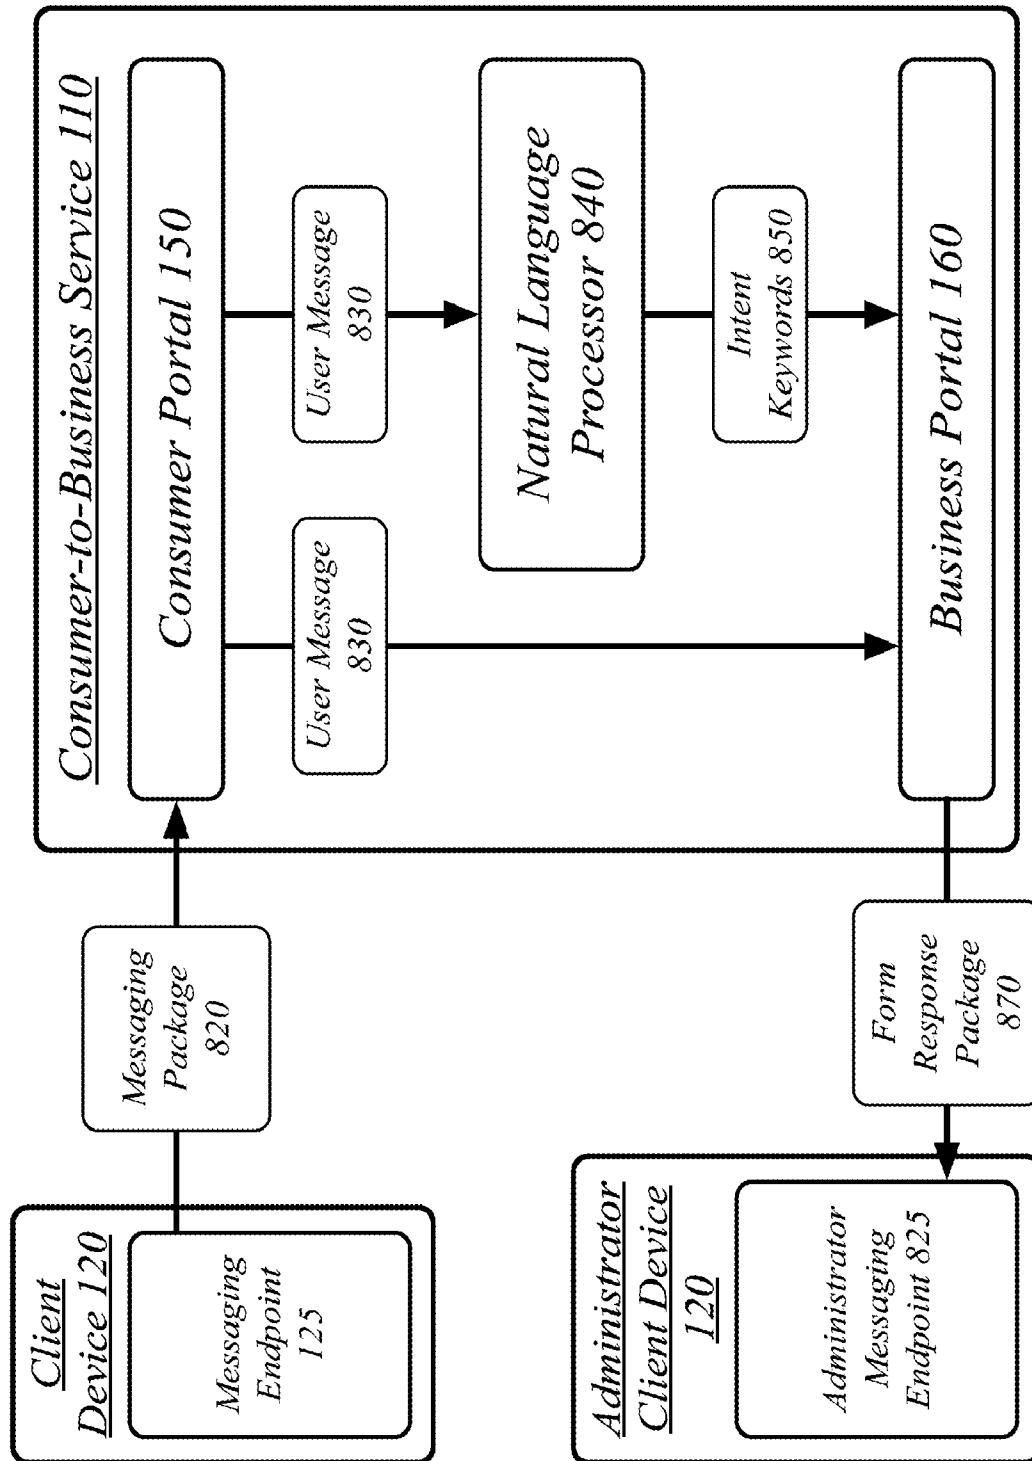 Client
Device 120
Messaging
Endpoint
125
Messaging
Package
820
Consumer-to-Business Service 110
Consumer Portal 150
User Message
830
User Message
830
Natural Language
Processor 840
Intent
Keywords 850
Business Portal 160
Form
Response
Package
870
Administrator
Client Device
120
Administrator
Messaging
Endpoint 825